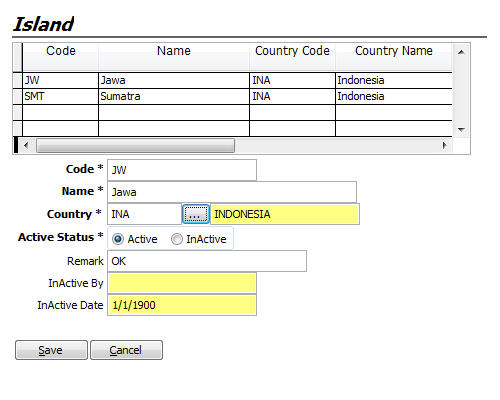 Island
Code Name Country Code Country Name
JW Jawa INA Indonesia
SMT Sumatra INA Indonesia
Code * JW
Name * Jawa
Country * INA ... INDONESIA
Active Status * Active InActive
Remark OK
InActive By
InActive Date 1/1/1900
Save Cancel